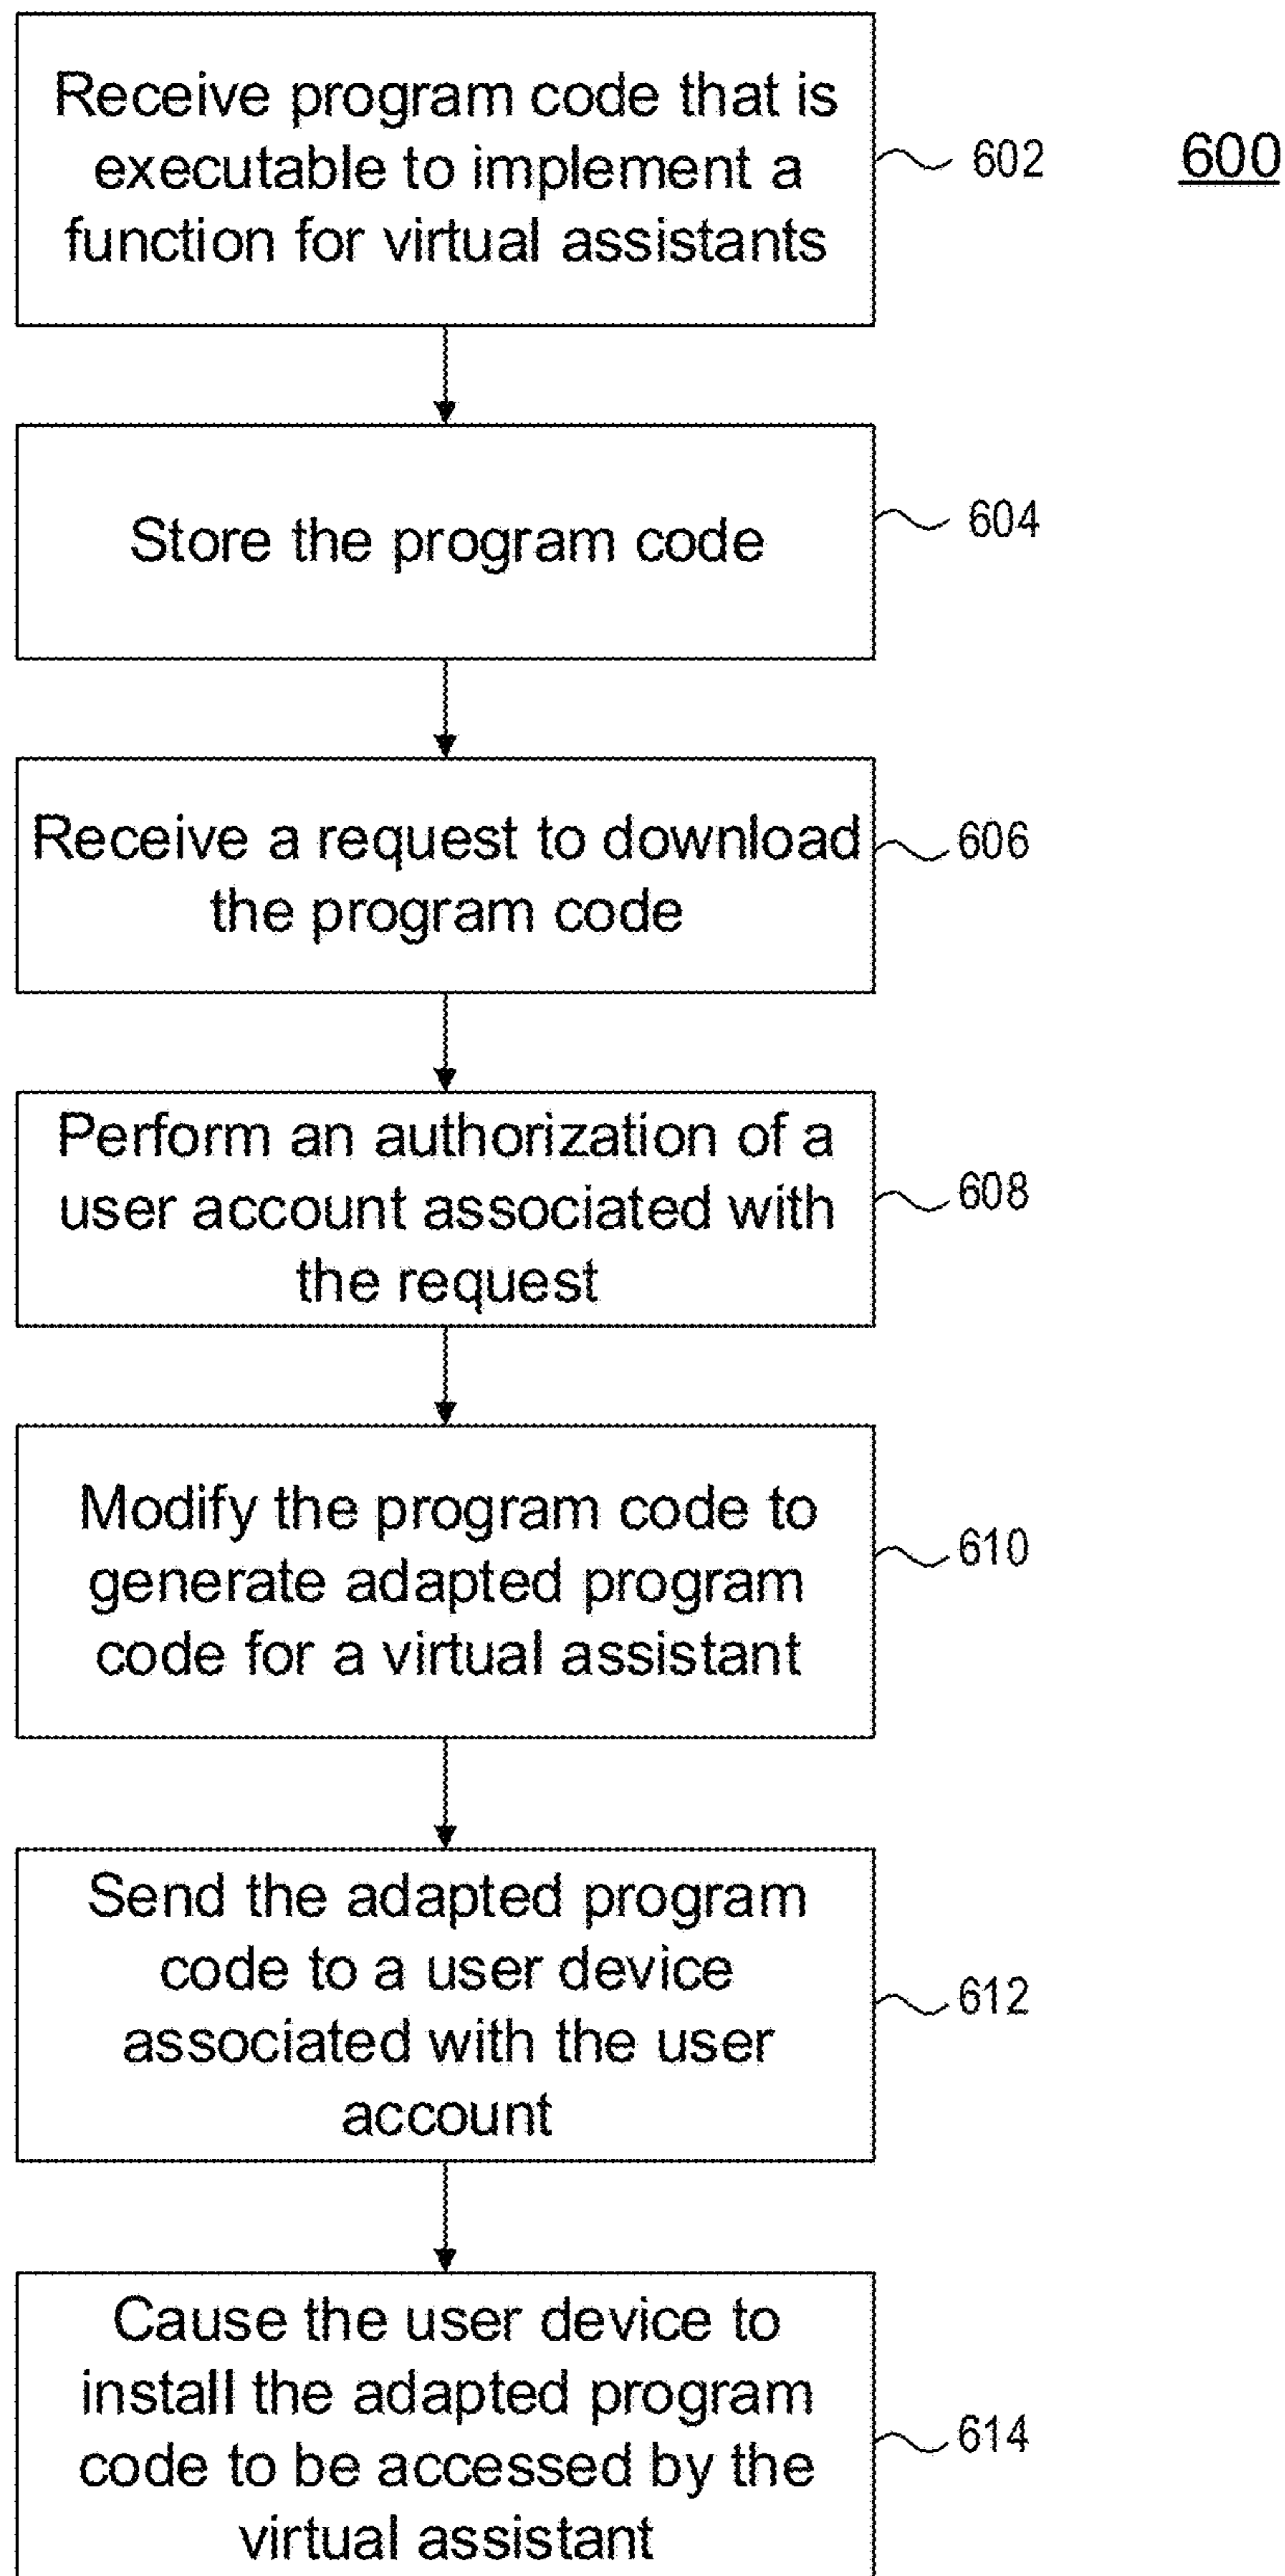 Receive program code that is
executable to implement a
function for virtual assistants
602
600
Store the program code
604
Receive a request to download
the program code
606
Perform an authorization of a
user account associated with
the request
608
Modify the program code to
generate adapted program
code for a virtual assistant
610
Send the adapted program
code to a user device
associated with the user
account
612
Cause the user device to
install the adapted program
code to be accessed by the
virtual assistant
614